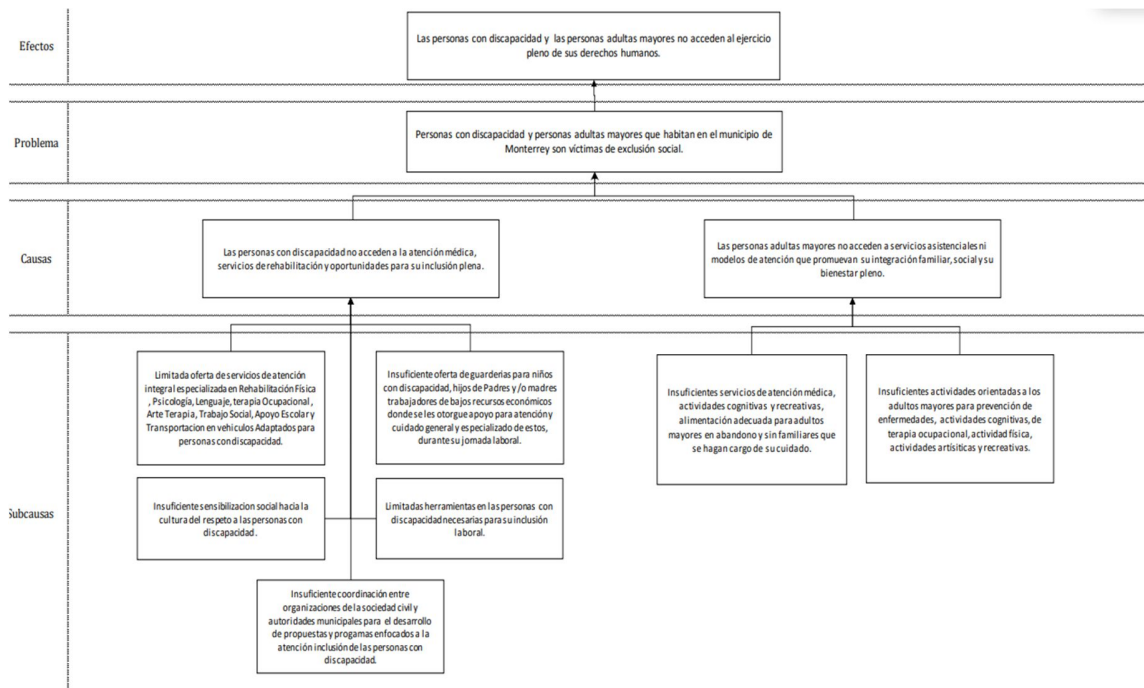 Efectos
Las personas con discapacidad y las personas adultas mayores no acceden al ejercicio
pleno de sus derechos humanos.
Problema
Personas con discapacidad y personas adultas mayores que habitan en el municipio de
Monterrey son víctimas de exclusión social.
Causas
Las personas con discapacidad no acceden a la atención médica,
servicios de rehabilitación y oportunidades para su inclusión plena.
Las personas adultas mayores no acceden a servicios asistenciales ni
modelos de atención que promuevan su integración familiar, social y su
bienestar pleno.
Subcausas
Limitada oferta de servicios de atención
integral especializada en Rehabilitación Física
, Psicología, Lenguaje, terapia Ocupacional ,
Arte Terapia, Trabajo Social, Apoyo Escolar y
Transportacion en vehículos Adaptados para
personas con discapacidad.
Insuficiente oferta de guarderías para niños
con discapacidad, hijos de Padres y /o madres
trabajadores de bajos recursos económicos
donde se les otorgue apoyo para atención y
cuidado general y especializado de estos,
durante su jornada laboral.
Insuficientes servicios de atención médica,
actividades cognitivas y recreativas,
alimentación adecuada para adultos
mayores en abandono y sin familiares que
se hagan cargo de su cuidado.
Insuficientes actividades orientadas a los
adultos mayores para prevención de
enfermedades, actividades cognitivas, de
terapia ocupacional, actividad física,
actividades artísiticas y recreativas.
Insuficiente sensibilizacion social hacia la
cultura del respeto a las personas con
discapacidad .
Limitadas herramientas en las personas con
discapacidad necesarias para su inclusión
laboral.
Insuficiente coordinación entre
organizaciones de la sociedad civil y
autoridades municipales para el desarrollo
de propuestas y progamas enfocados a la
atención inclusión de las personas con
discapacidad.